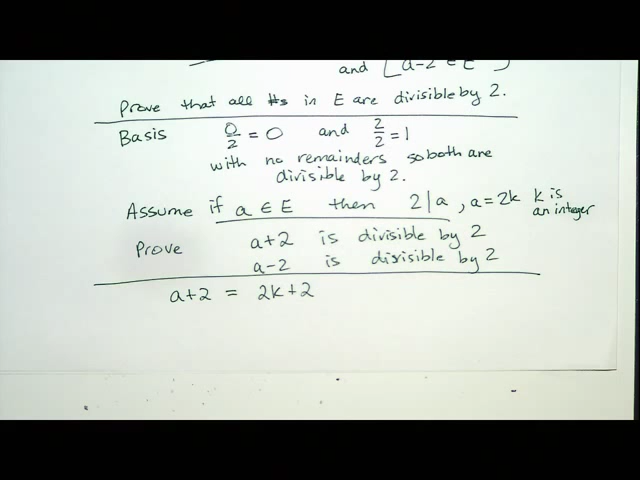 and [a-2 ∈ E]
Prove that all #s in E are divisible by 2.
Basis 0/2 = 0 and 2/2 = 1
with no remainders so both are
divisible by 2.
Assume if a ∈ E then 2|a, a = 2k k is
an integer
Prove a+2 is divisible by 2
a-2 is divisible by 2
a+2 = 2k+2